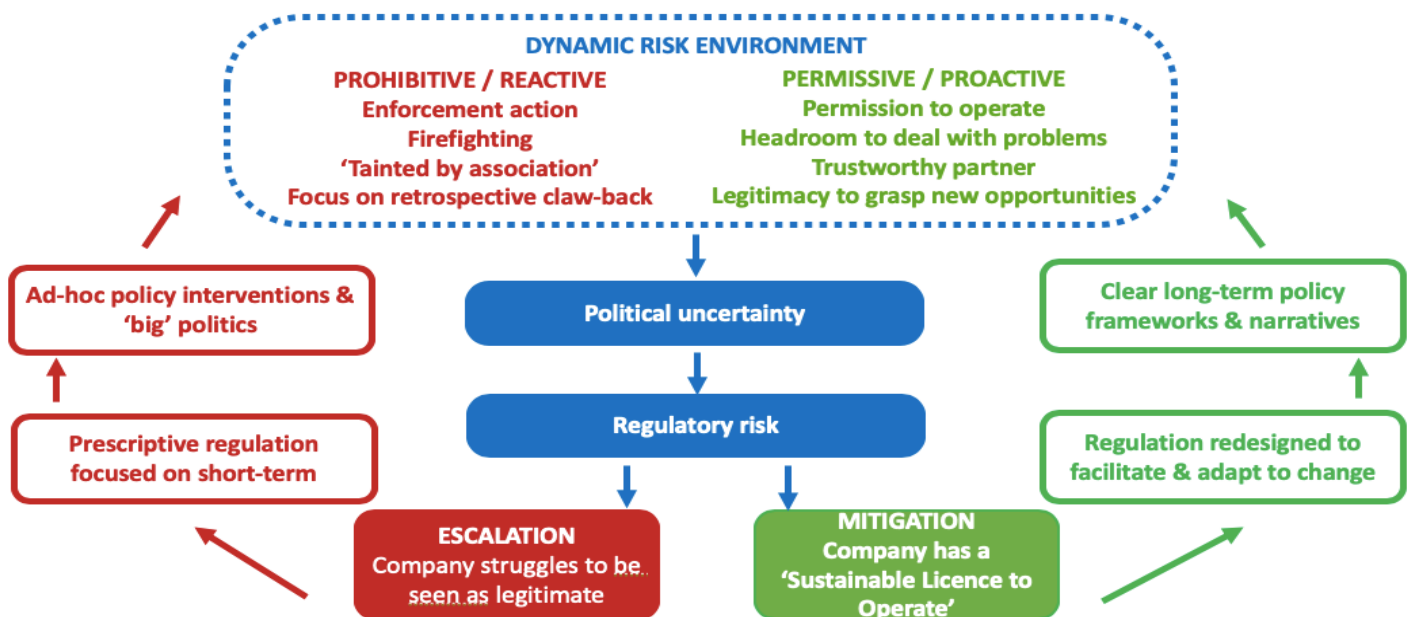 DYNAMIC RISK ENVIRONMENT
PROHIBITIVE / REACTIVE
Enforcement action
Firefighting
‘Tainted by association’
Focus on retrospective claw-back
PERMISSIVE / PROACTIVE
Permission to operate
Headroom to deal with problems
Trustworthy partner
Legitimacy to grasp new opportunities
Ad-hoc policy interventions &
‘big’ politics
Political uncertainty
Clear long-term policy
frameworks & narratives
Prescriptive regulation
focused on short-term
Regulatory risk
Regulation redesigned to
facilitate & adapt to change
ESCALATION
Company struggles to be
seen as legitimate
MITIGATION
Company has a
‘Sustainable Licence to
Operate’